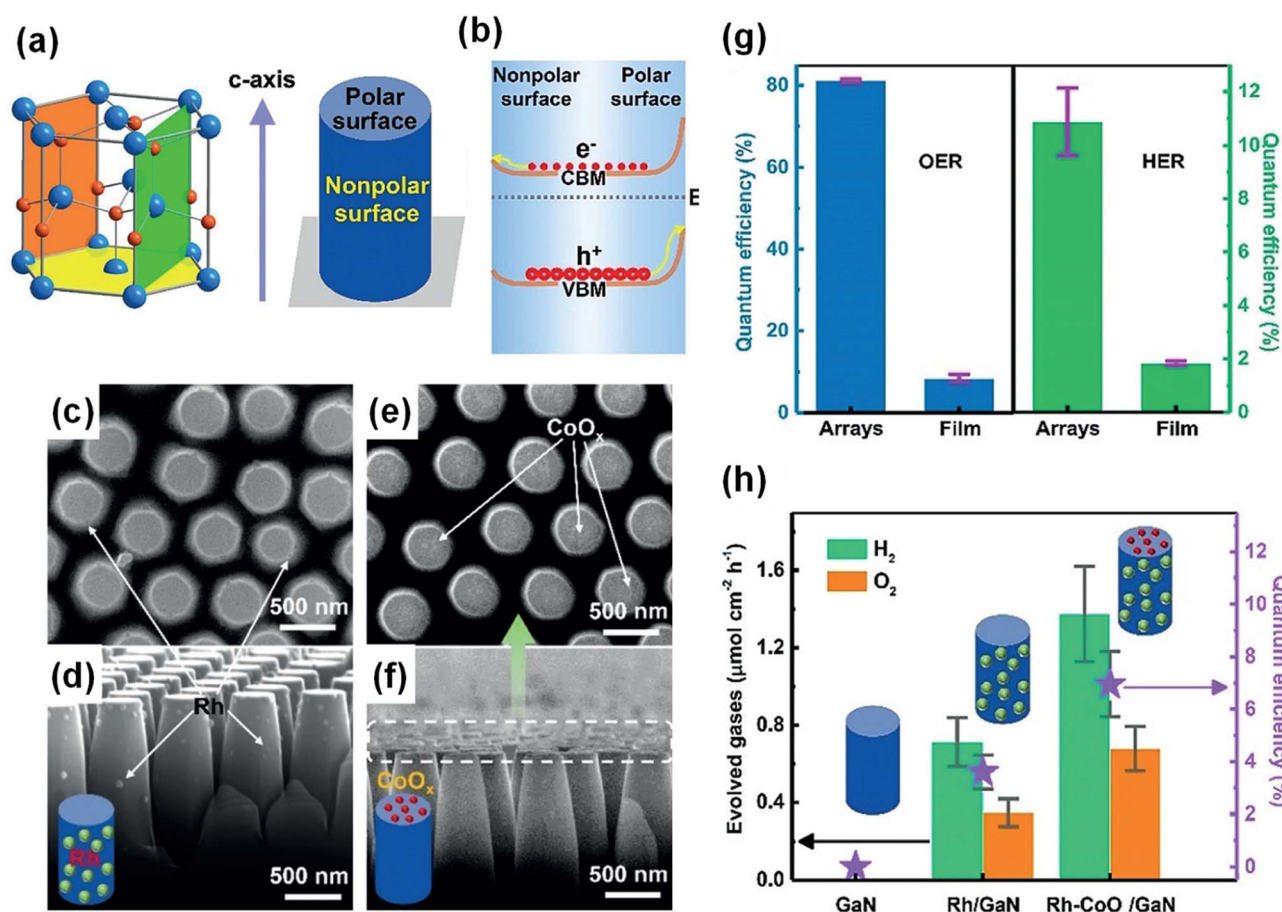 (a)
c-axis
Polar
surface
Nonpolar
surface
(b)
Nonpolar
surface
Polar
surface
e-
CBM
E
h+
VBM
(c)
500 nm
(d)
Rh
Rh
500 nm
(e)
CoOx
500 nm
(f)
CoOx
500 nm
(g)
Quantum efficiency (%)
80
60
40
20
0
OER
HER
12
10
8
6
4
2
0
Quantum efficiency (%)
Arrays
Film
Arrays
Film
(h)
Evolved gases (μmol cm-2 h-1)
1.6
1.2
0.8
0.4
0.0
H2
O2
12
10
8
6
4
2
0
Quantum efficiency (%)
GaN
Rh/GaN
Rh-CoO /GaN